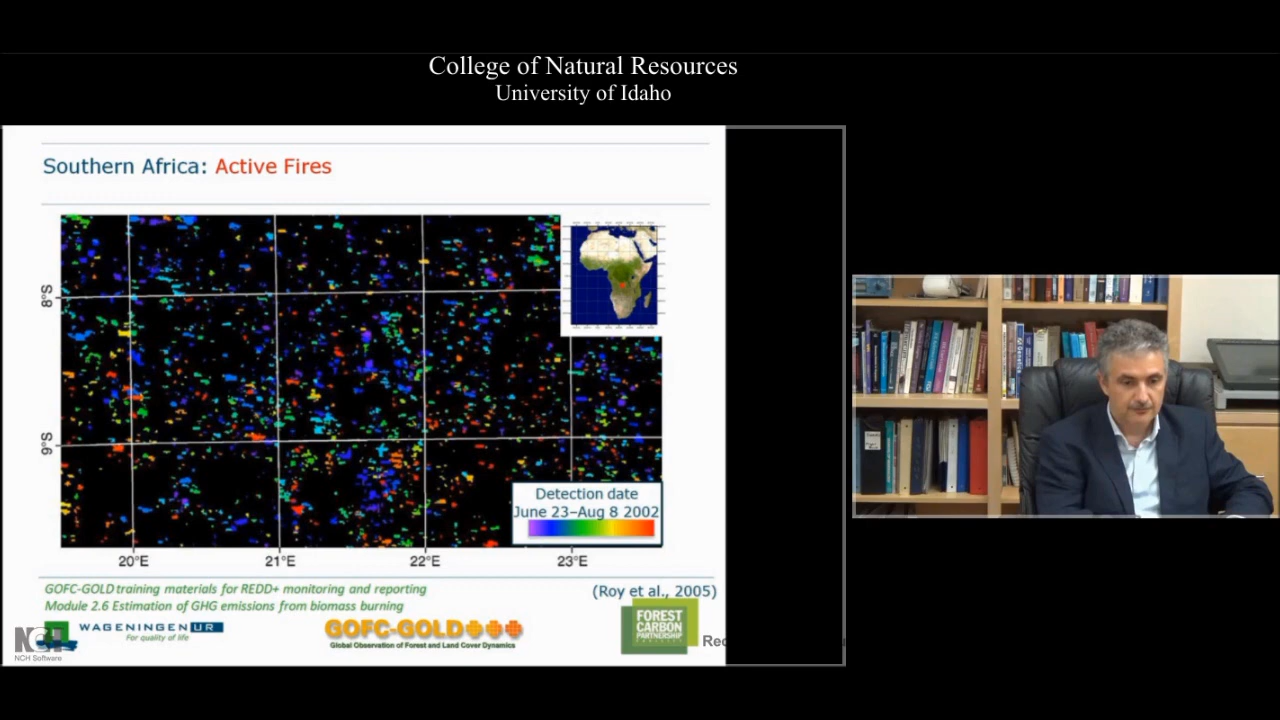 College of Natural Resources
University of Idaho
Southern Africa: Active Fires
8°S
9°S
Detection date
June 23–Aug 8 2002
20°E 21°E 22°E 23°E
GOFC-GOLD training materials for REDD+ monitoring and reporting
Module 2.6 Estimation of GHG emissions from biomass burning
(Roy et al., 2005)
NCH
NCH Software
WAGENINGEN UR
For quality of life
GOFC-GOLD
Global Observation of Forest and Land Cover Dynamics
FOREST
CARBON
PARTNERSHIP